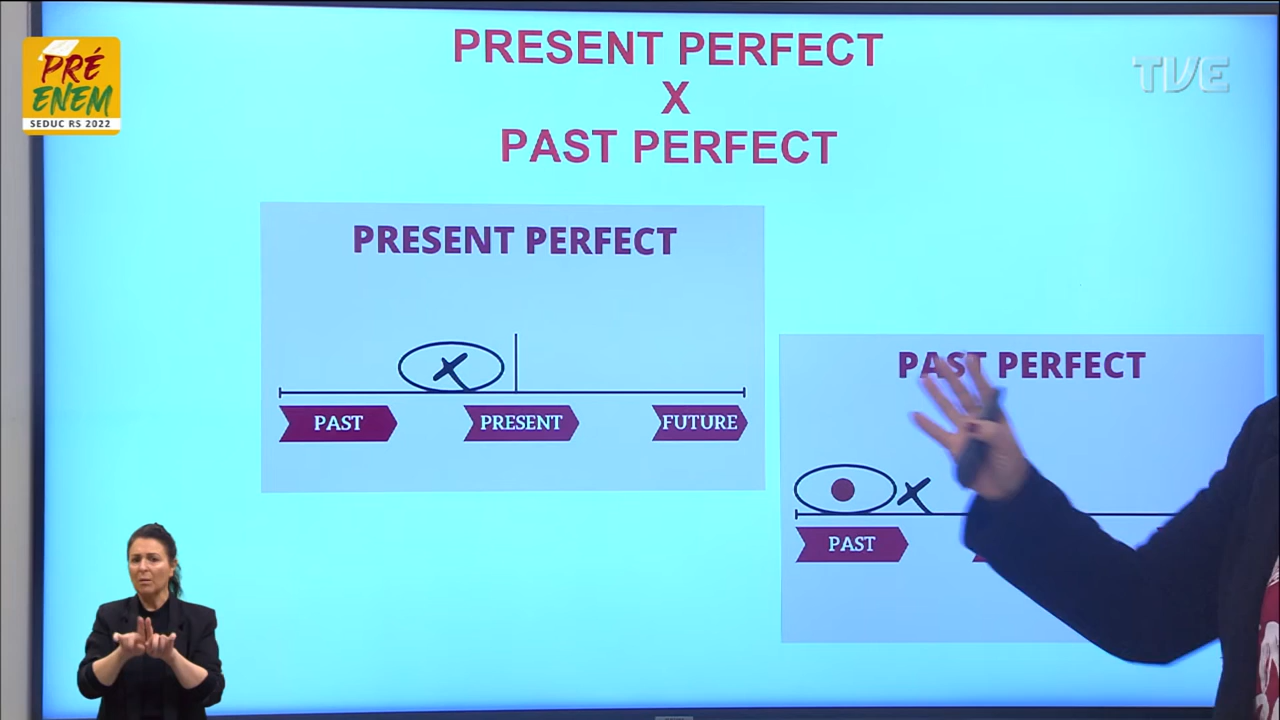 PRÉ
ENEM
SEDUC RS 2022
TVE
PRESENT PERFECT
X
PAST PERFECT
PRESENT PERFECT
PAST
PRESENT
FUTURE
PAST PERFECT
PAST